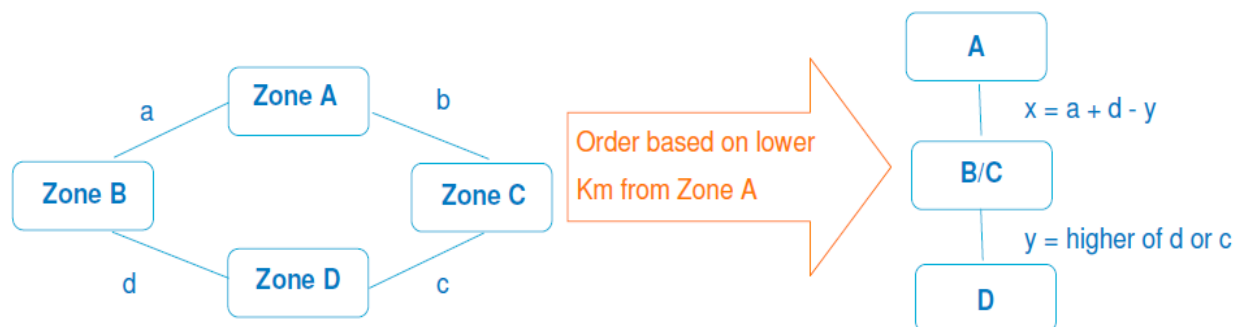 Zone A
a
b
Zone B
Zone C
d
Zone D
c
Order based on lower
Km from Zone A
A
x = a + d - y
B/C
y = higher of d or c
D